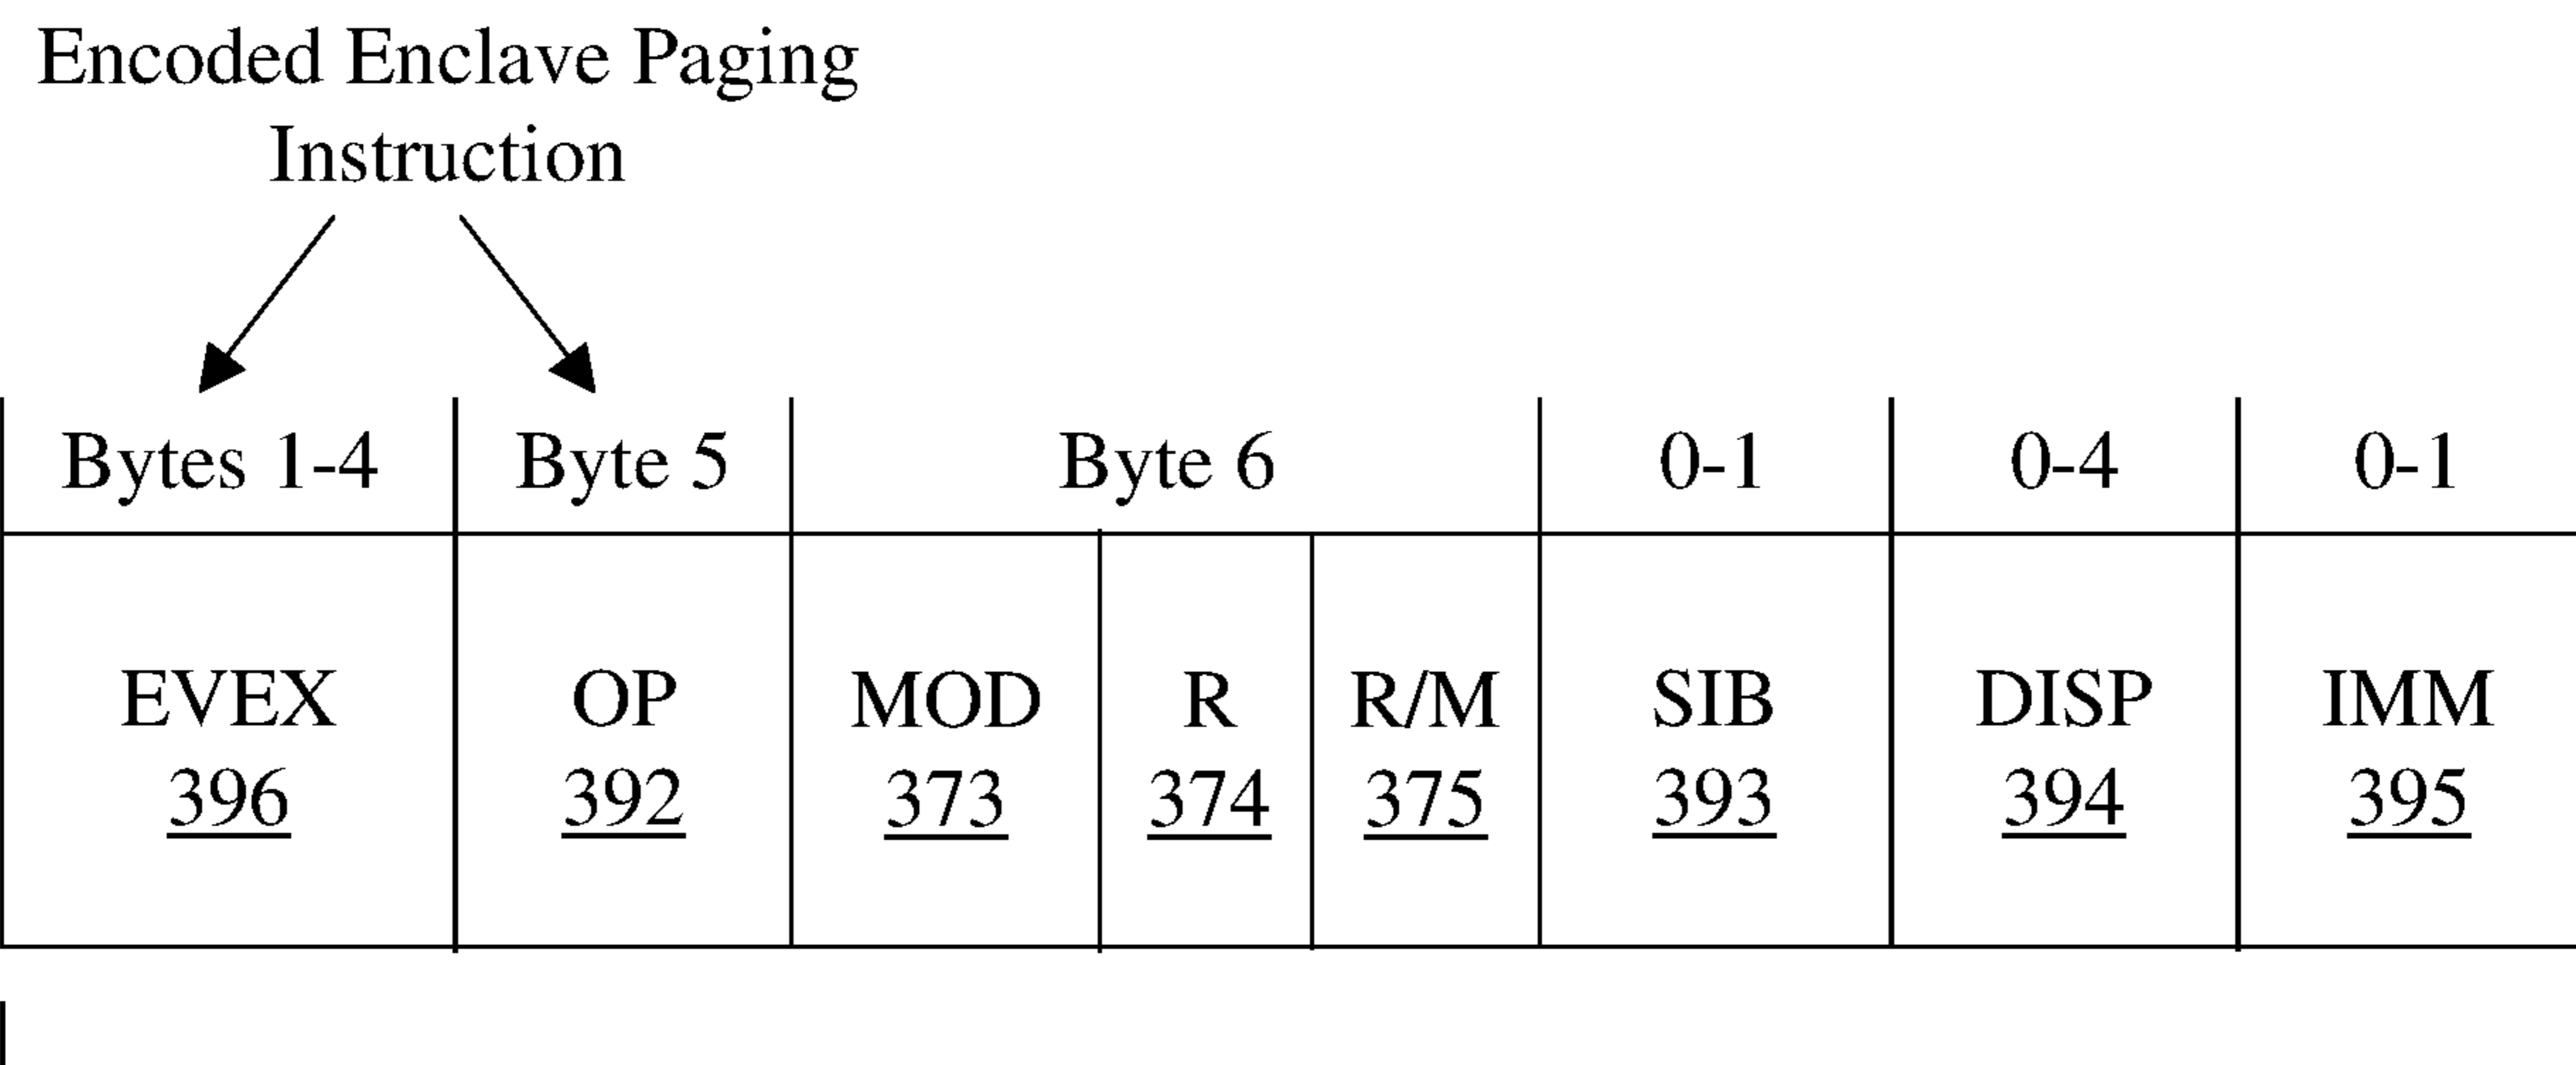 Encoded Enclave Paging
Instruction
Bytes 1-4 Byte 5 Byte 6 0-1 0-4 0-1
EVEX OP MOD R R/M SIB DISP IMM
396 392 373 374 375 393 394 395